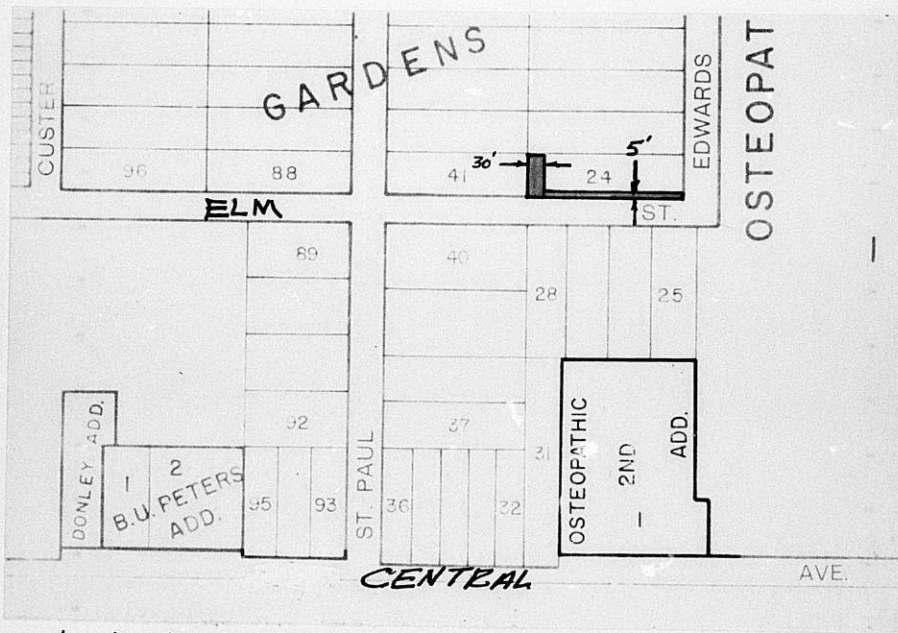 GARDENS
OSTEOPAT
CUSTER
EDWARDS
96
88
41
30'
24
5'
ELM
ST.
89
40
28
25
92
37
31
DONLEY ADD.
1
2
B.U. PETERS
ADD.
95
93
ST. PAUL
36
32
OSTEOPATHIC
2ND
ADD.
1
1
CENTRAL
AVE.